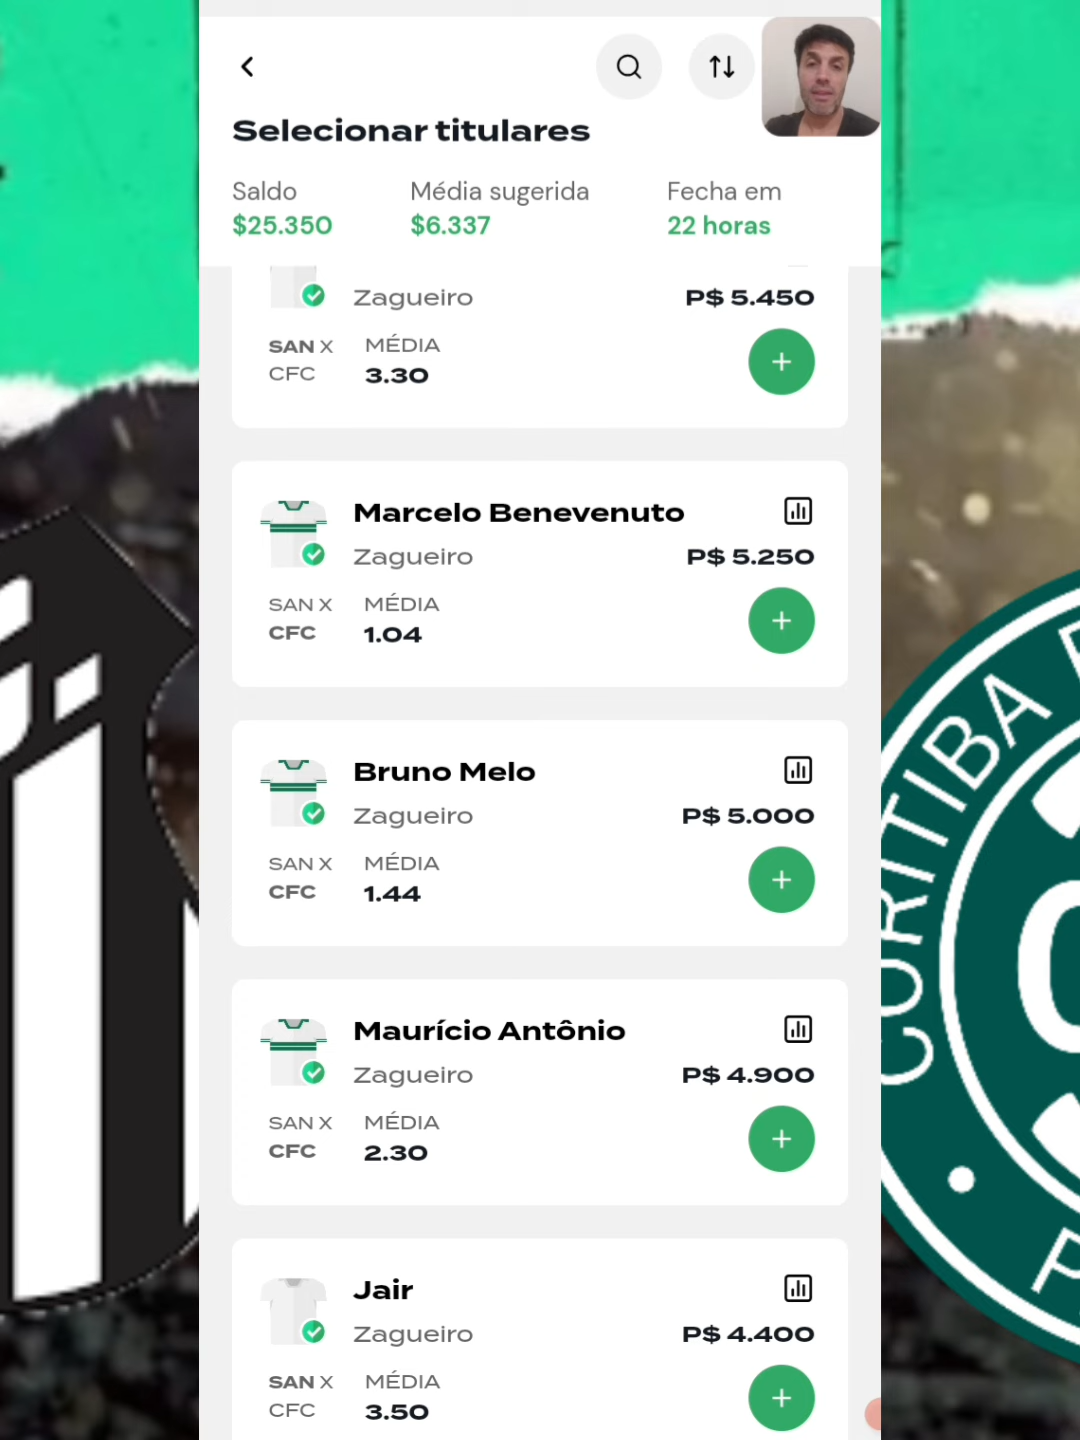 Selecionar titulares
Saldo
Média sugerida
Fecha em
$25.350
$6.337
22 horas
Zagueiro
P$ 5.450
SAN X
MÉDIA
CFC
3.30
Marcelo Benevenuto
Zagueiro
P$ 5.250
SAN X
MÉDIA
CFC
1.04
Bruno Melo
Zagueiro
P$ 5.000
SAN X
MÉDIA
CFC
1.44
Maurício Antônio
Zagueiro
P$ 4.900
SAN X
MÉDIA
CFC
2.30
Jair
Zagueiro
P$ 4.400
SAN X
MÉDIA
CFC
3.50
CORITIBA